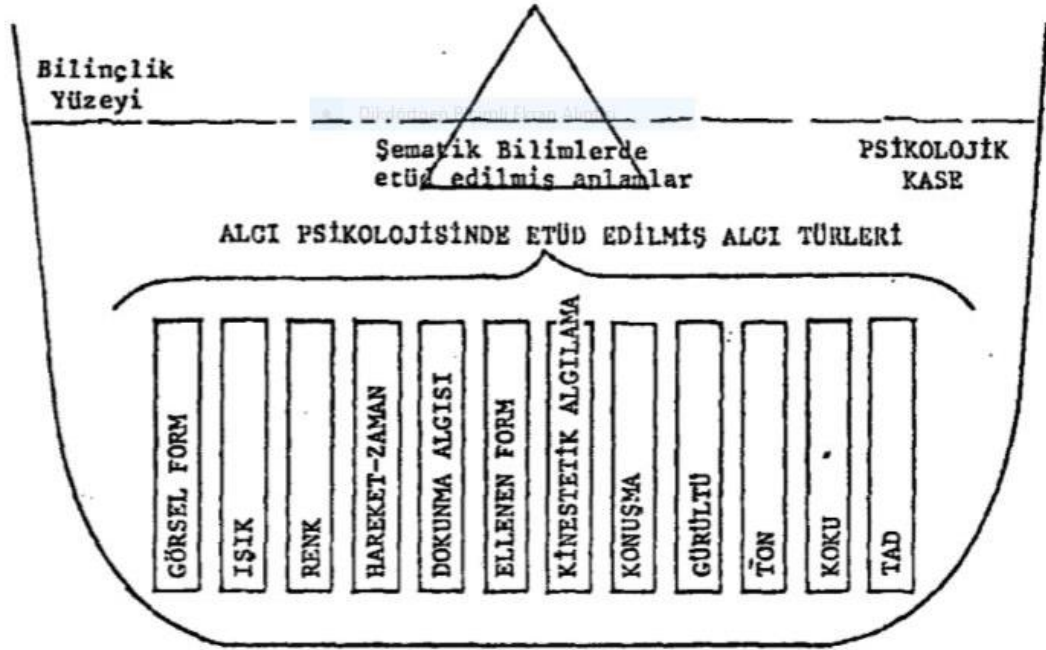 Bilinçlik
Yüzeyi
Şematik Bilimlerde
etüd edilmiş anlamlar
PSİKOLOJİK
KASE
ALGI PSİKOLOJİSİNDE ETÜD EDİLMİŞ ALGI TÜRLERİ
GÖRSEL FORM
IŞIK
RENK
HAREKET-ZAMAN
DOKUNMA ALGISI
ELLENEN FORM
KİNESTETİK ALGILAMA
KONUŞMA
GÜRÜLTÜ
TON
KOKU
TAD